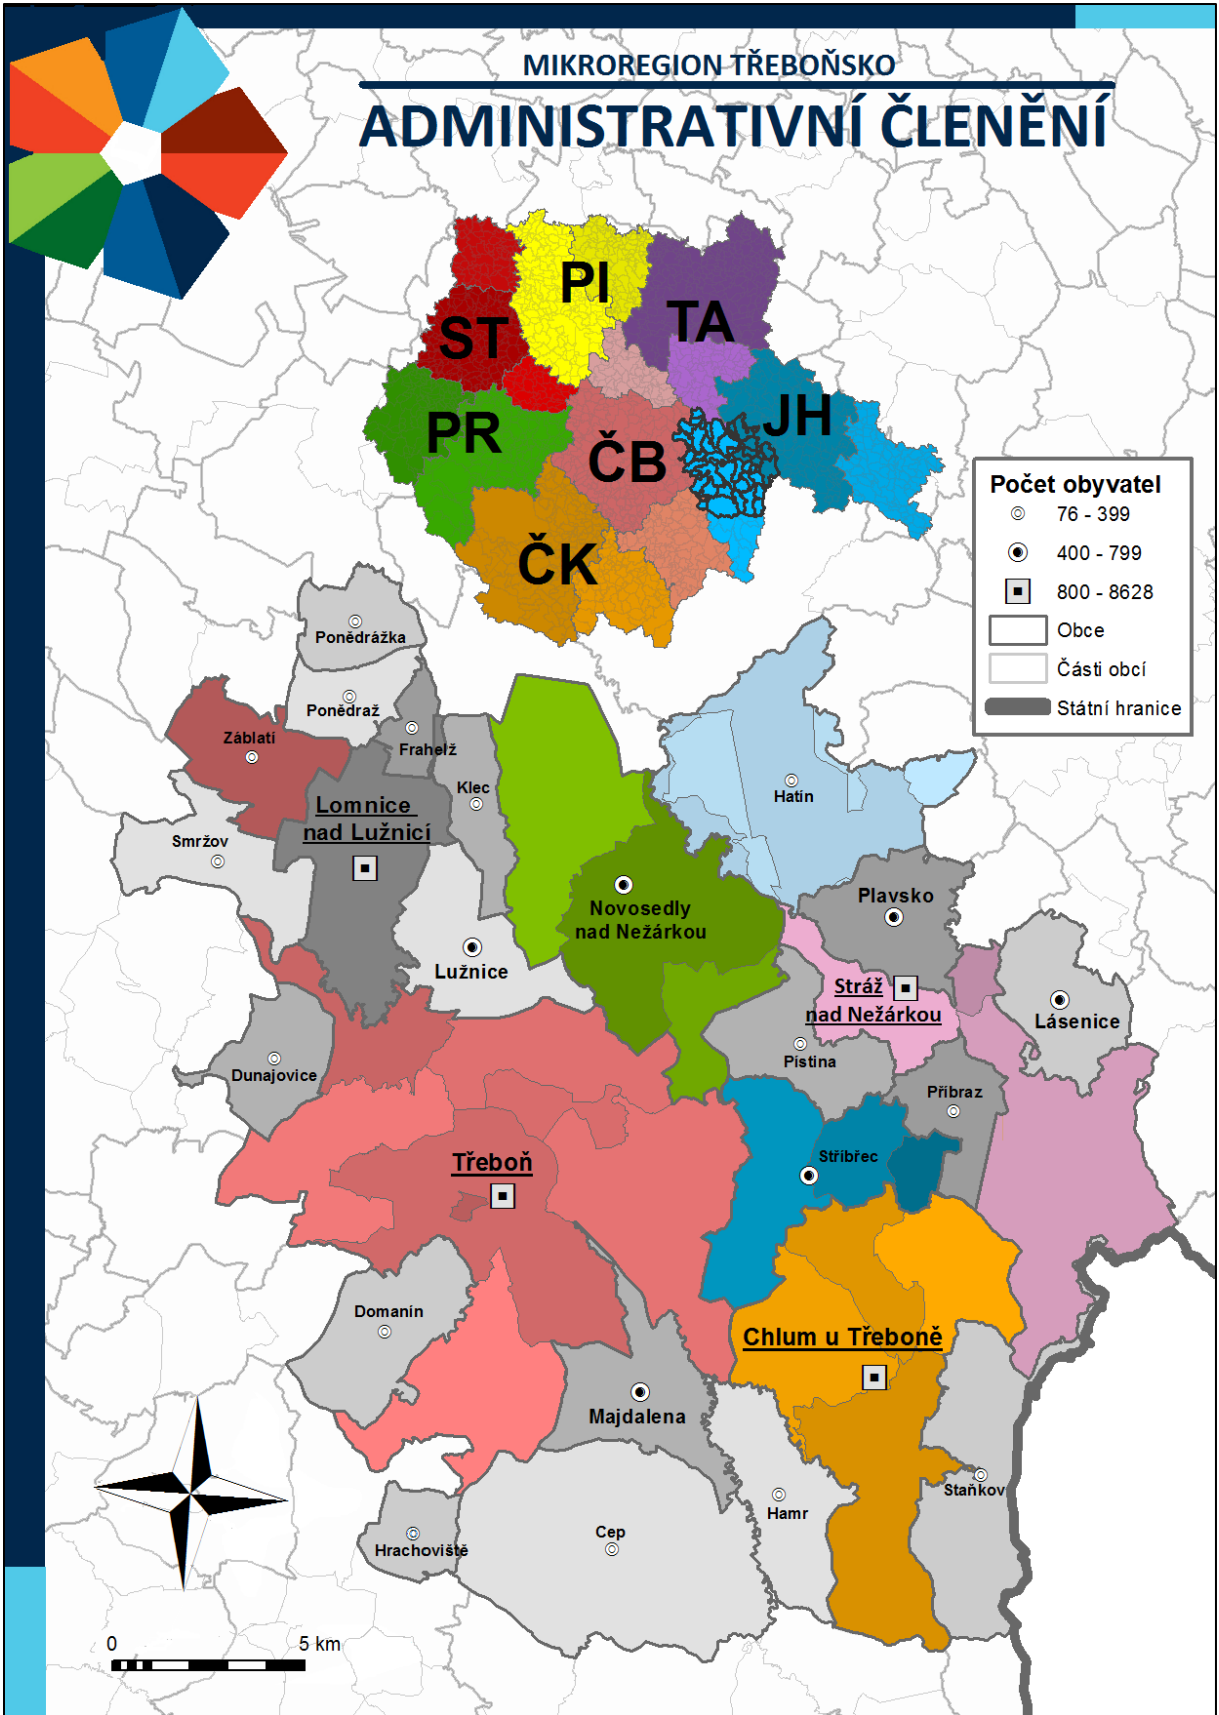 MIKROREGION TŘEBOŇSKO
ADMINISTRATIVNÍ ČLENĚNÍ
PI
TA
ST
JH
PR
ČB
ČK
Počet obyvatel
76 - 399
400 - 799
800 - 8628
Obce
Části obcí
Státní hranice
Ponědrážka
Ponědraž
Záblatí
Frahelž
Klec
Hatín
Lomnice
nad Lužnicí
Smržov
Plavsko
Novosedly
nad Nežárkou
Lužnice
Stráž
nad Nežárkou
Lásenice
Pístina
Dunajovice
Příbraz
Stříbřec
Třeboň
Domanín
Chlum u Třeboně
Majdalena
Staňkov
Hamr
Cep
Hrachoviště
0
5 km